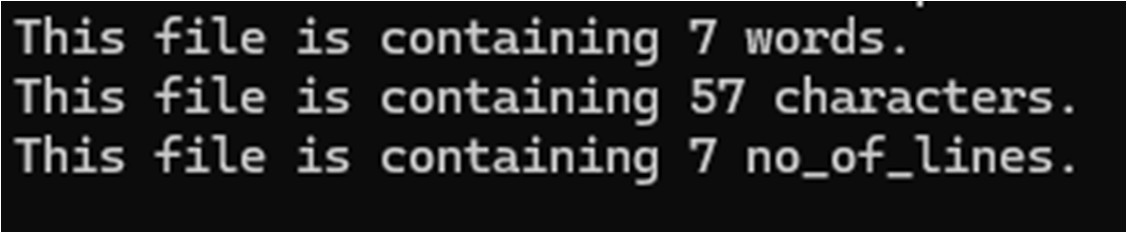 This file is containing 7 words.
This file is containing 57 characters.
This file is containing 7 no_of_lines.